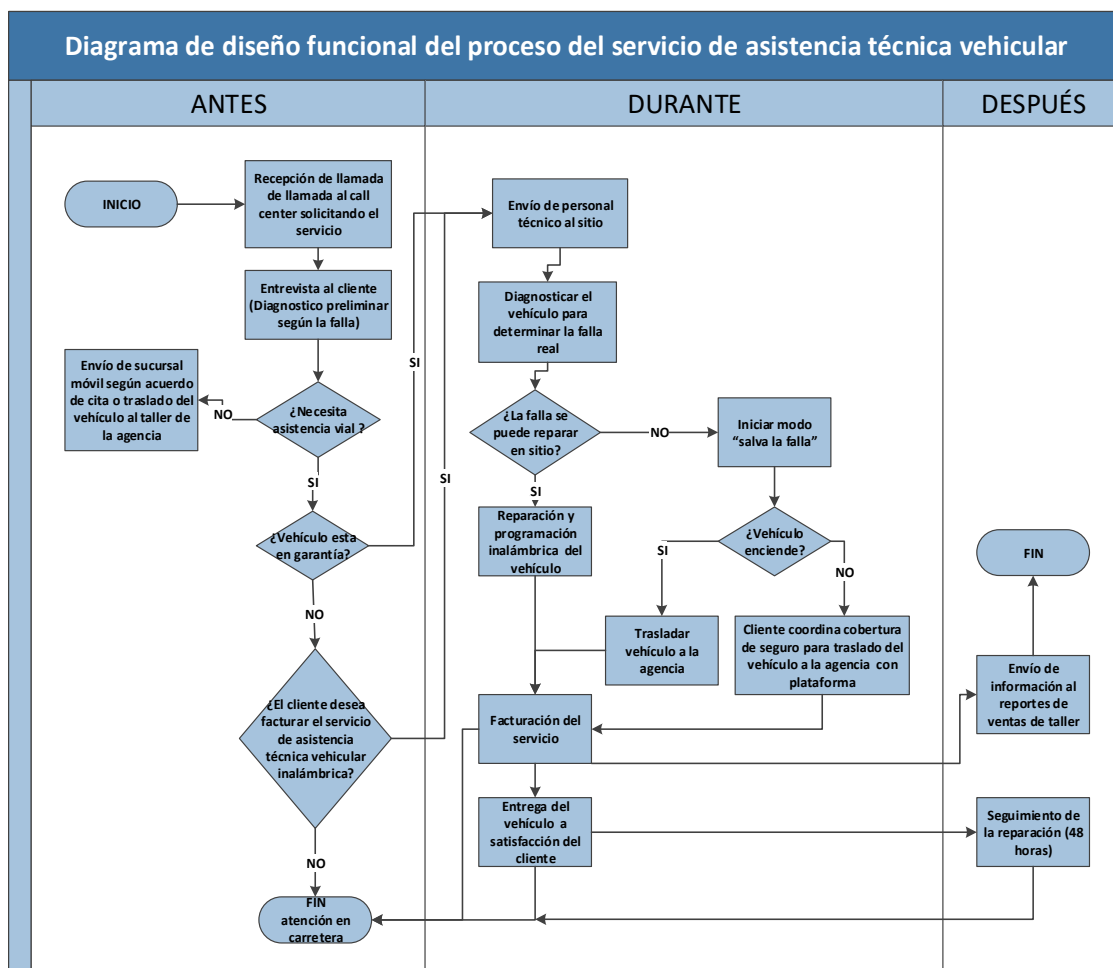 Diagrama de diseño funcional del proceso del servicio de asistencia técnica vehicular
ANTES
DURANTE
DESPUÉS
INICIO
Recepción de llamada
de llamada al call
center solicitando el
servicio
Entrevista al cliente
(Diagnostico preliminar
según la falla)
Envío de sucursal
móvil según acuerdo
de cita o traslado del
vehículo al taller de
la agencia
NO
¿Necesita
asistencia vial ?
SI
¿Vehículo esta
en garantía?
SI
NO
¿El cliente desea
facturar el servicio
de asistencia
técnica vehicular
inalámbrica?
SI
NO
FIN
atención en
carretera
Envío de personal
técnico al sitio
Diagnosticar el
vehículo para
determinar la falla
real
¿La falla se
puede reparar
en sitio?
NO
Iniciar modo
“salva la falla”
SI
Reparación y
programación
inalámbrica del
vehículo
¿Vehículo
enciende?
SI
NO
Trasladar
vehículo a la
agencia
Cliente coordina cobertura
de seguro para traslado del
vehículo a la agencia con
plataforma
Facturación del
servicio
Entrega del
vehículo a
satisfacción del
cliente
FIN
Envío de
información al
reportes de
ventas de taller
Seguimiento de
la reparación (48
horas)